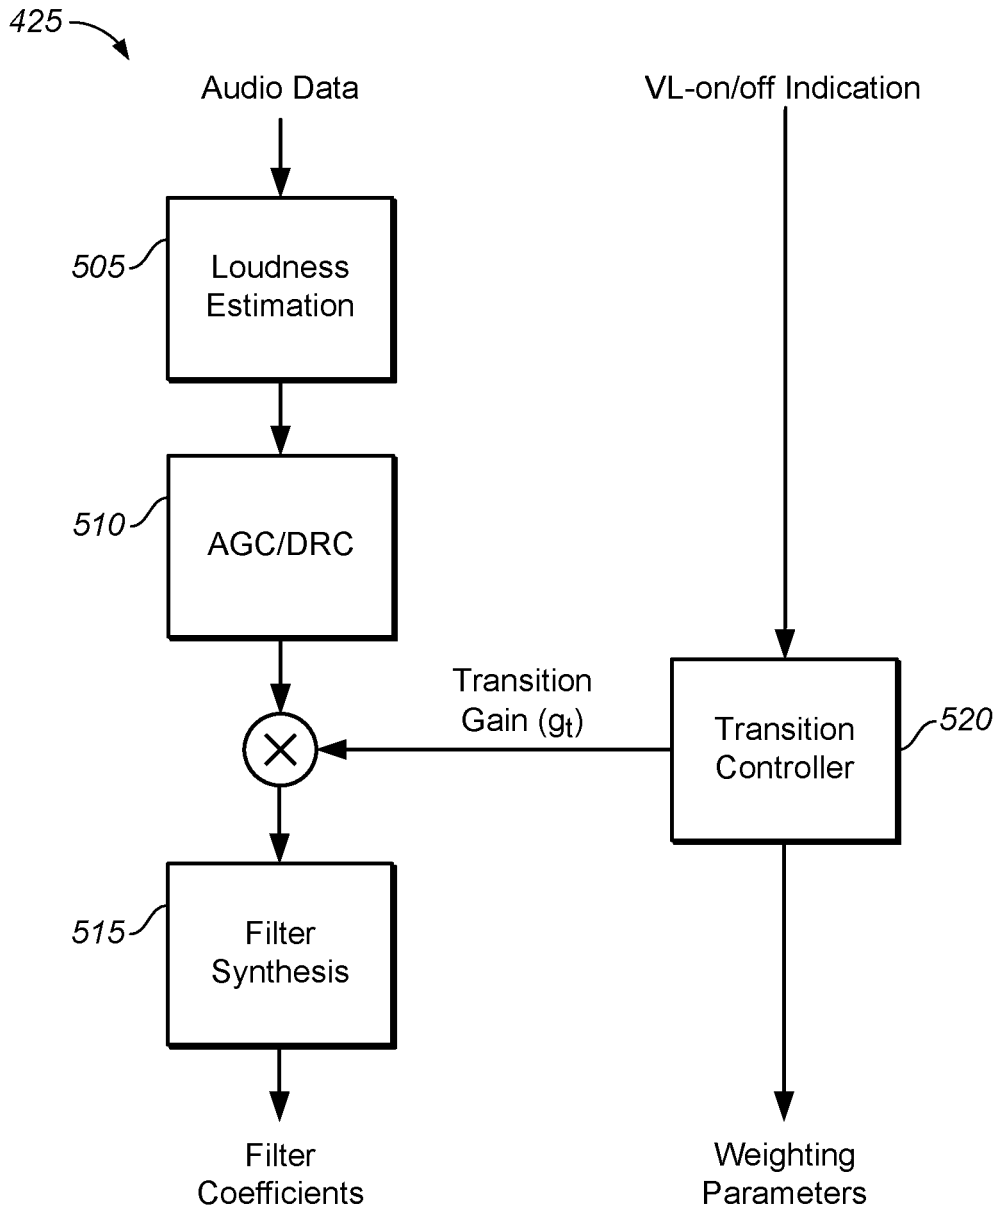 425
Audio Data
VL-on/off Indication
505
Loudness
Estimation
510
AGC/DRC
Transition
Gain (gt)
Transition
Controller
520
515
Filter
Synthesis
Filter
Coefficients
Weighting
Parameters